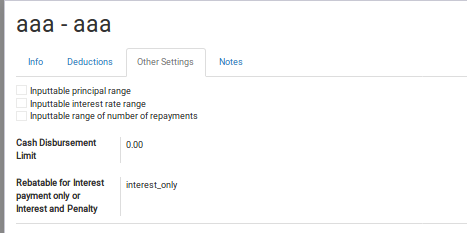 aaa - aaa
Info Deductions Other Settings Notes
Inputtable principal range
Inputtable interest rate range
Inputtable range of number of repayments
Cash Disbursement
Limit
0.00
Rebatable for Interest
payment only or
Interest and Penalty
interest_only